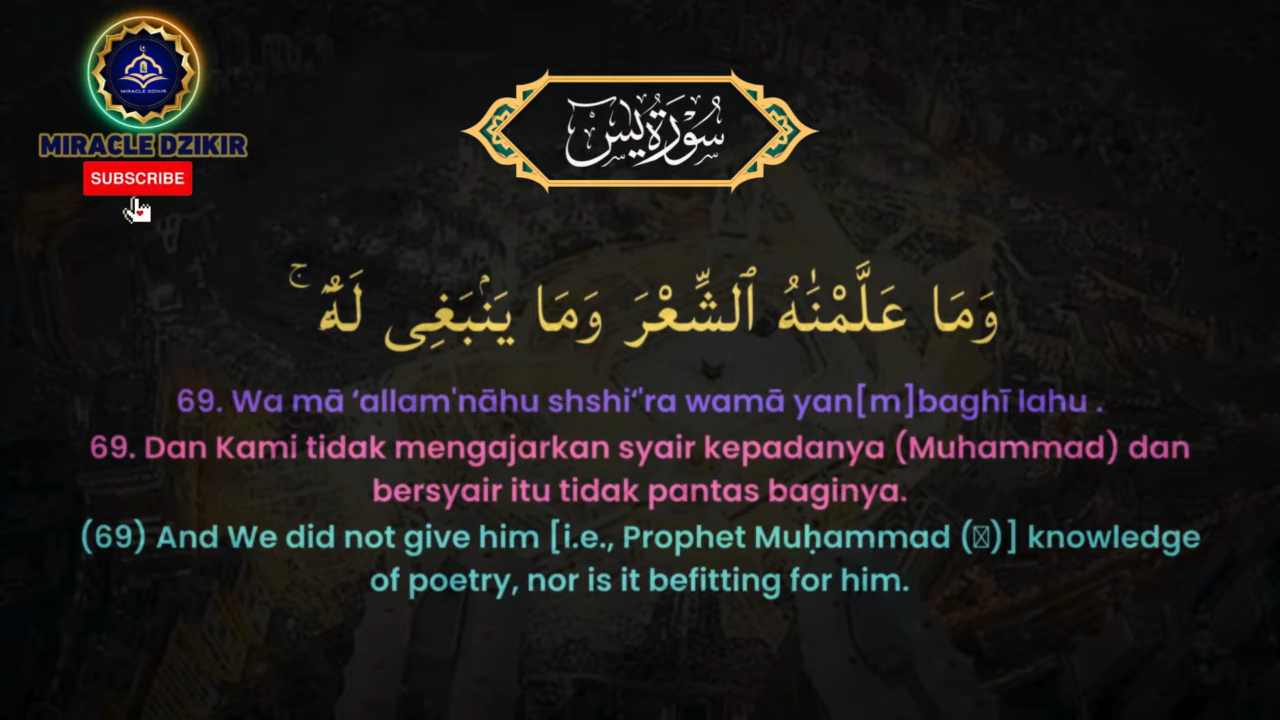 MIRACLE DZIKIR
MIRACLE DZIKIR
SUBSCRIBE
سُوْرَةُ يٰسٓ
وَمَا عَلَّمْنَٰهُ ٱلشِّعْرَ وَمَا يَنۢبَغِى لَهُۥٓ ۚ
69. Wa mā ‘allam'nāhu shshi‘'ra wamā yan[m]baghī lahu .
69. Dan Kami tidak mengajarkan syair kepadanya (Muhammad) dan
bersyair itu tidak pantas baginya.
(69) And We did not give him [i.e., Prophet Muḥammad (▯)] knowledge
of poetry, nor is it befitting for him.